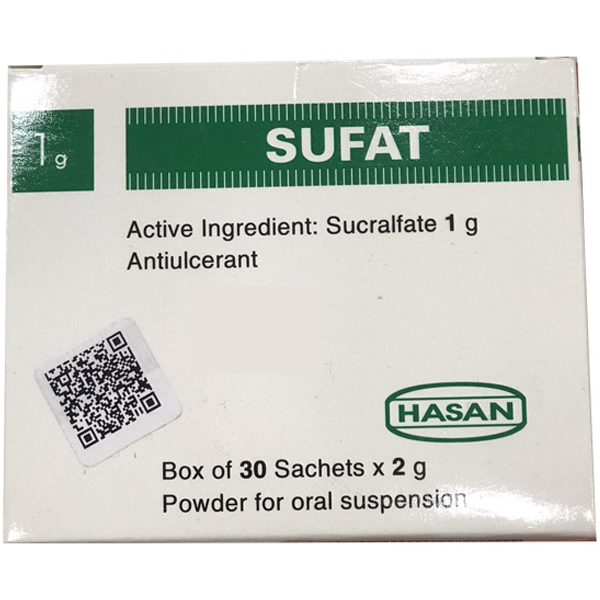 1 g
SUFAT
Active Ingredient: Sucralfate 1 g
Antiulcerant
HASAN
Box of 30 Sachets x 2 g
Powder for oral suspension